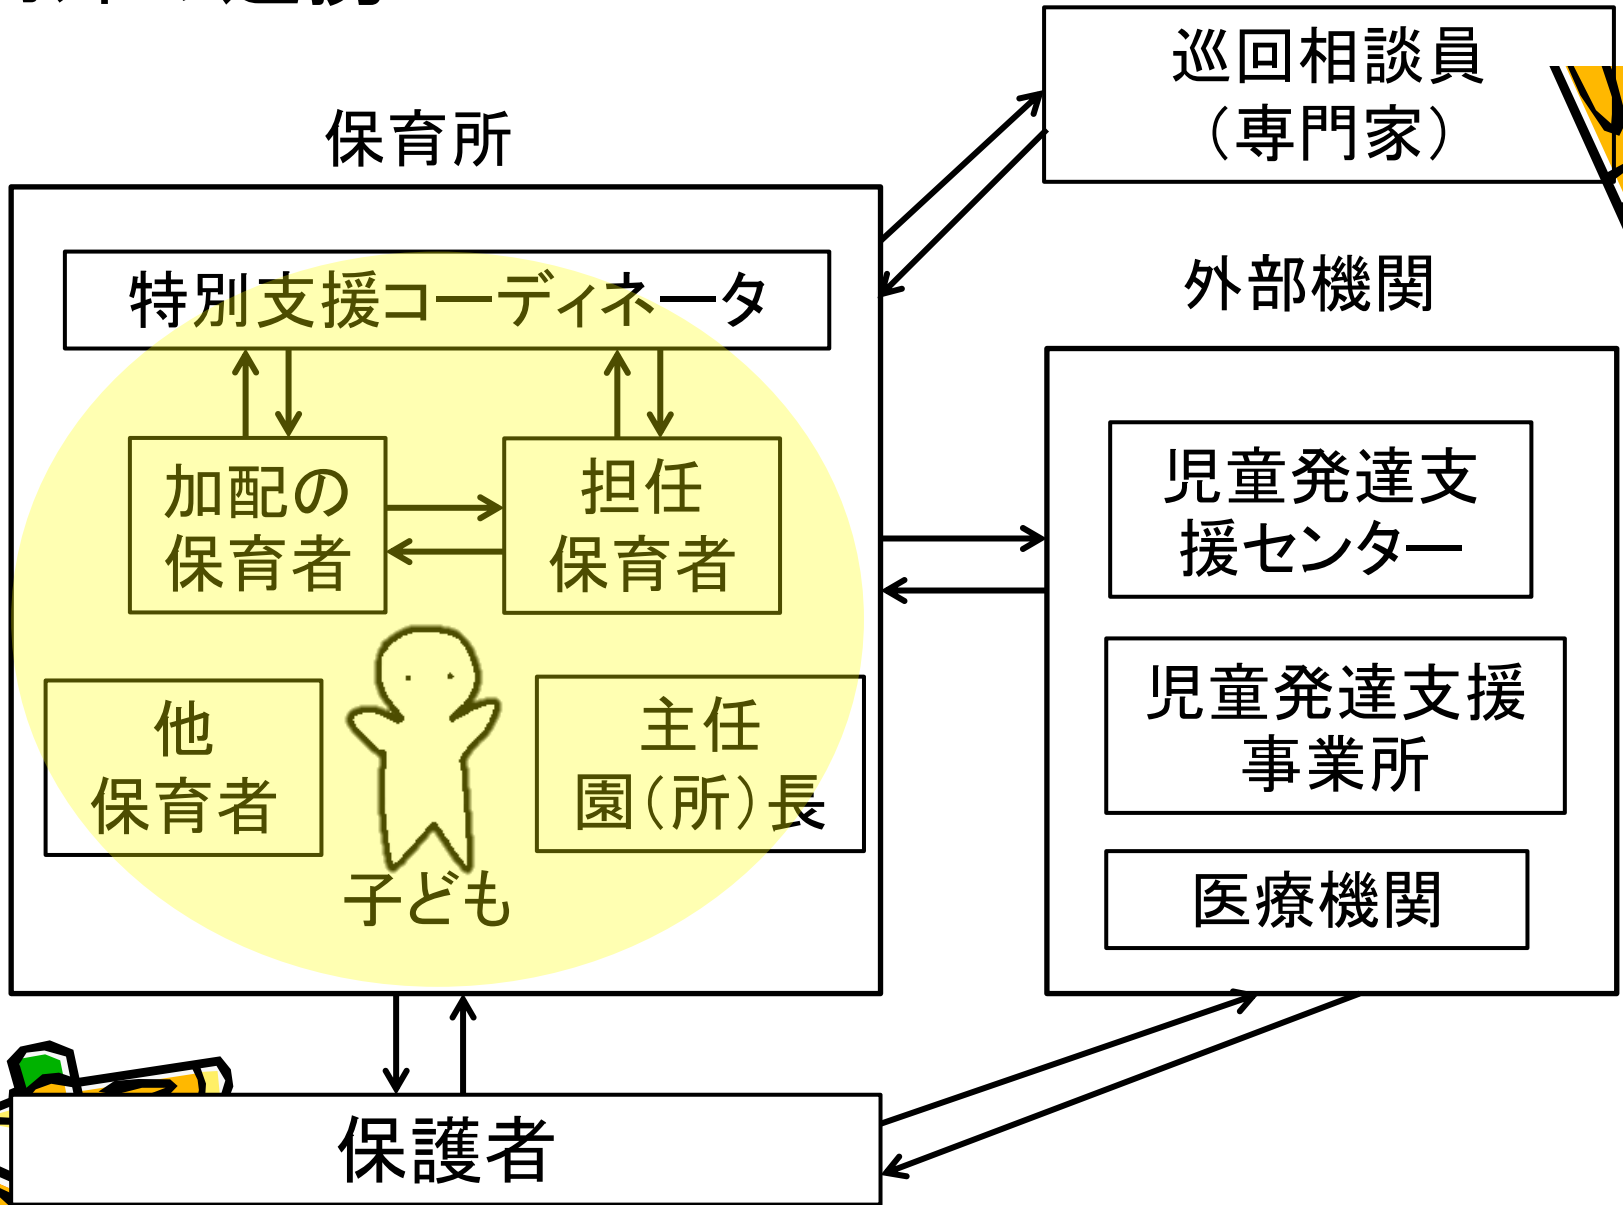 の連携
保育所
巡回相談員
（専門家）
特別支援コーディネータ
加配の
保育者
担任
保育者
他
保育者
主任
園（所）長
子ども
外部機関
児童発達支
援センター
児童発達支援
事業所
医療機関
保護者